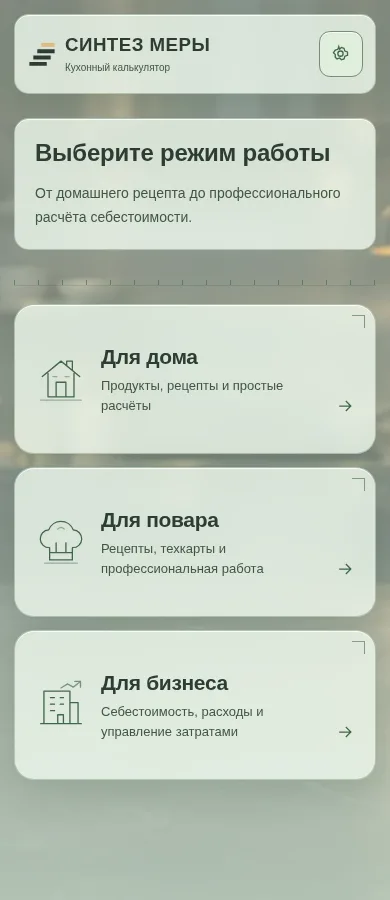 СИНТЕЗ МЕРЫ
Кухонный калькулятор
Выберите режим работы
От домашнего рецепта до профессионального
расчёта себестоимости.
Для дома
Продукты, рецепты и простые
расчёты
Для повара
Рецепты, техкарты и
профессиональная работа
Для бизнеса
Себестоимость, расходы и
управление затратами